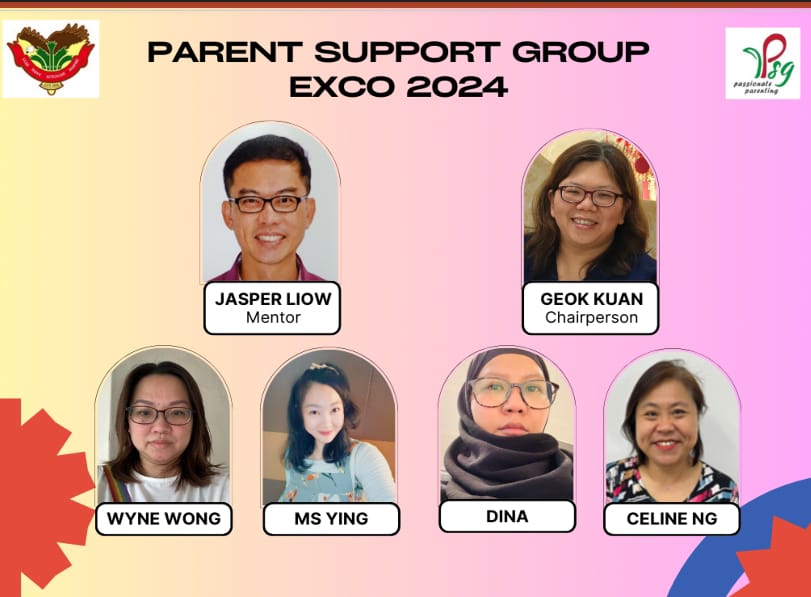 PARENT SUPPORT GROUP
EXCO 2024
Psg
passionate
parenting
JASPER LIOW
Mentor
GEOK KUAN
Chairperson
WYNE WONG
MS YING
DINA
CELINE NG